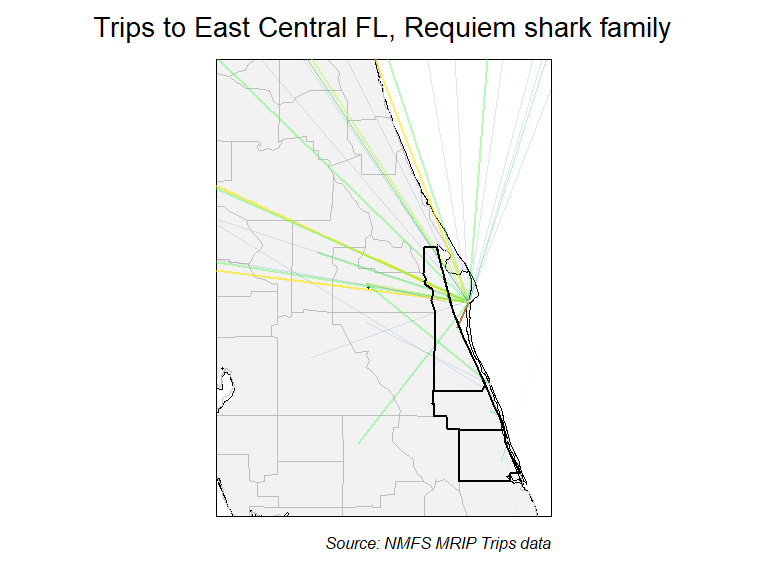 Trips to East Central FL, Requiem shark family
Source: NMFS MRIP Trips data